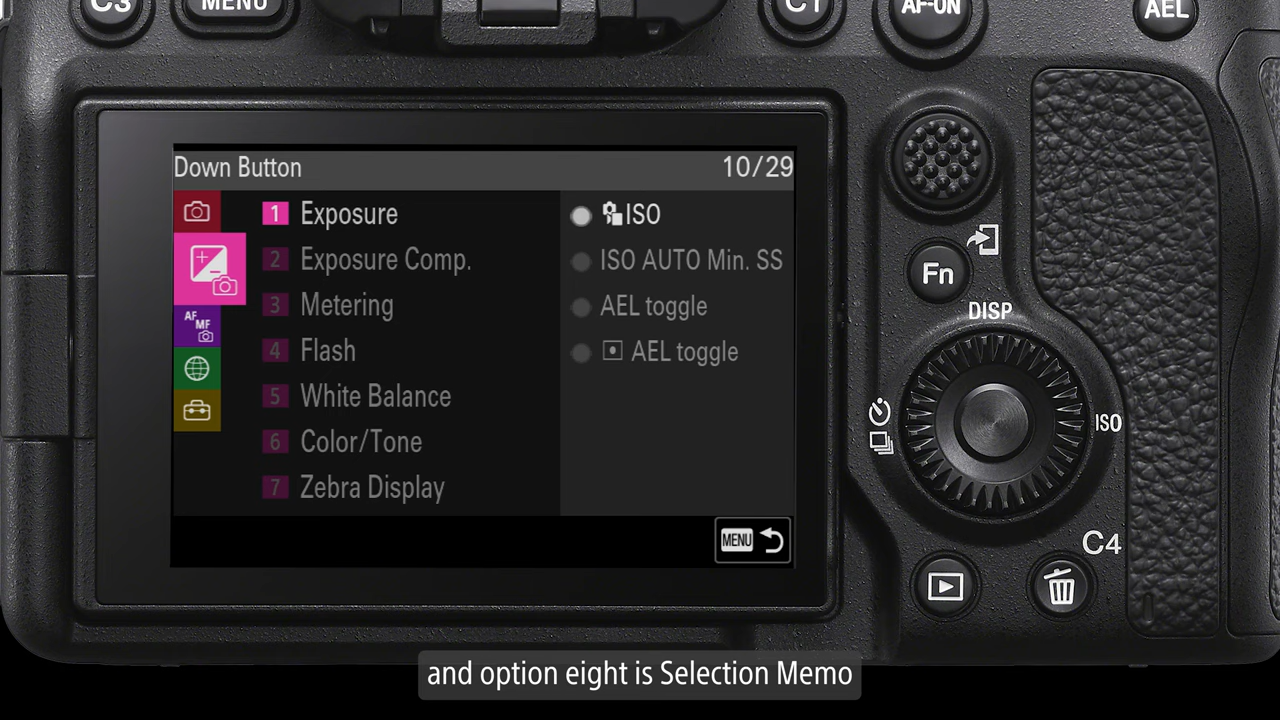 C3
MENU
C1
AF-ON
AEL
Down Button
10/29
1 Exposure
2 Exposure Comp.
3 Metering
4 Flash
5 White Balance
6 Color/Tone
7 Zebra Display
AF
MF
ISO
ISO AUTO Min. SS
AEL toggle
AEL toggle
MENU
Fn
DISP
ISO
C4
and option eight is Selection Memo